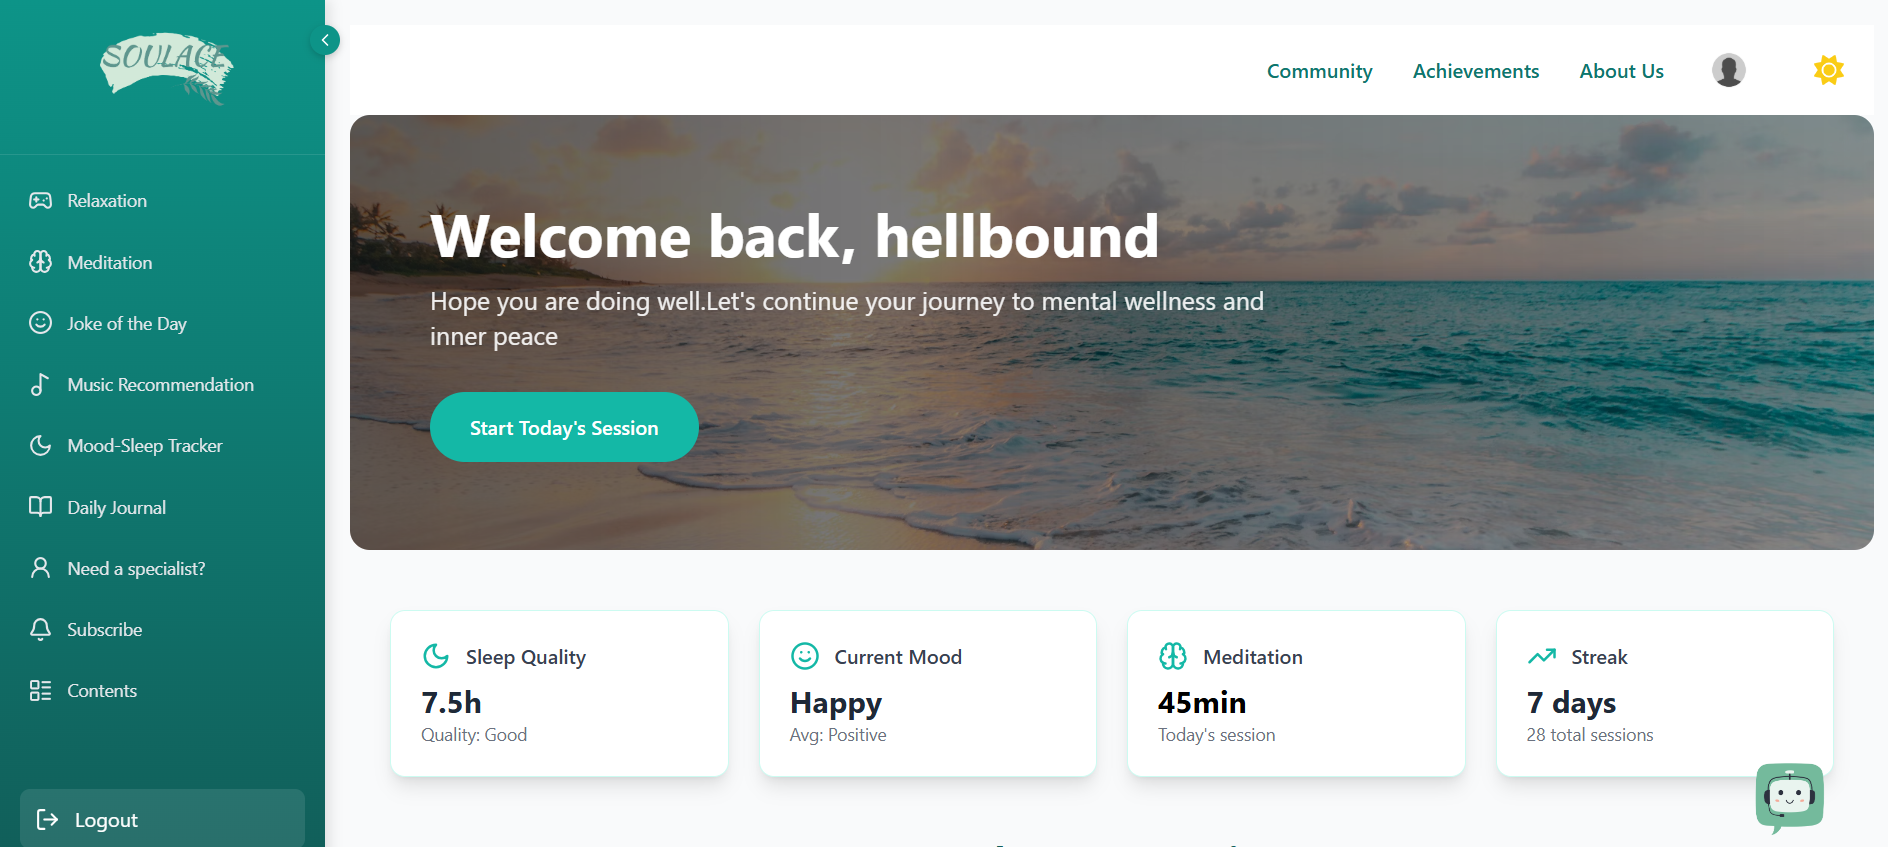 SOULACE
Relaxation
Meditation
Joke of the Day
Music Recommendation
Mood-Sleep Tracker
Daily Journal
Need a specialist?
Subscribe
Contents
Logout
Community
Achievements
About Us
Welcome back, hellbound
Hope you are doing well.Let's continue your journey to mental wellness and
inner peace
Start Today's Session
Sleep Quality
7.5h
Quality: Good
Current Mood
Happy
Avg: Positive
Meditation
45min
Today's session
Streak
7 days
28 total sessions